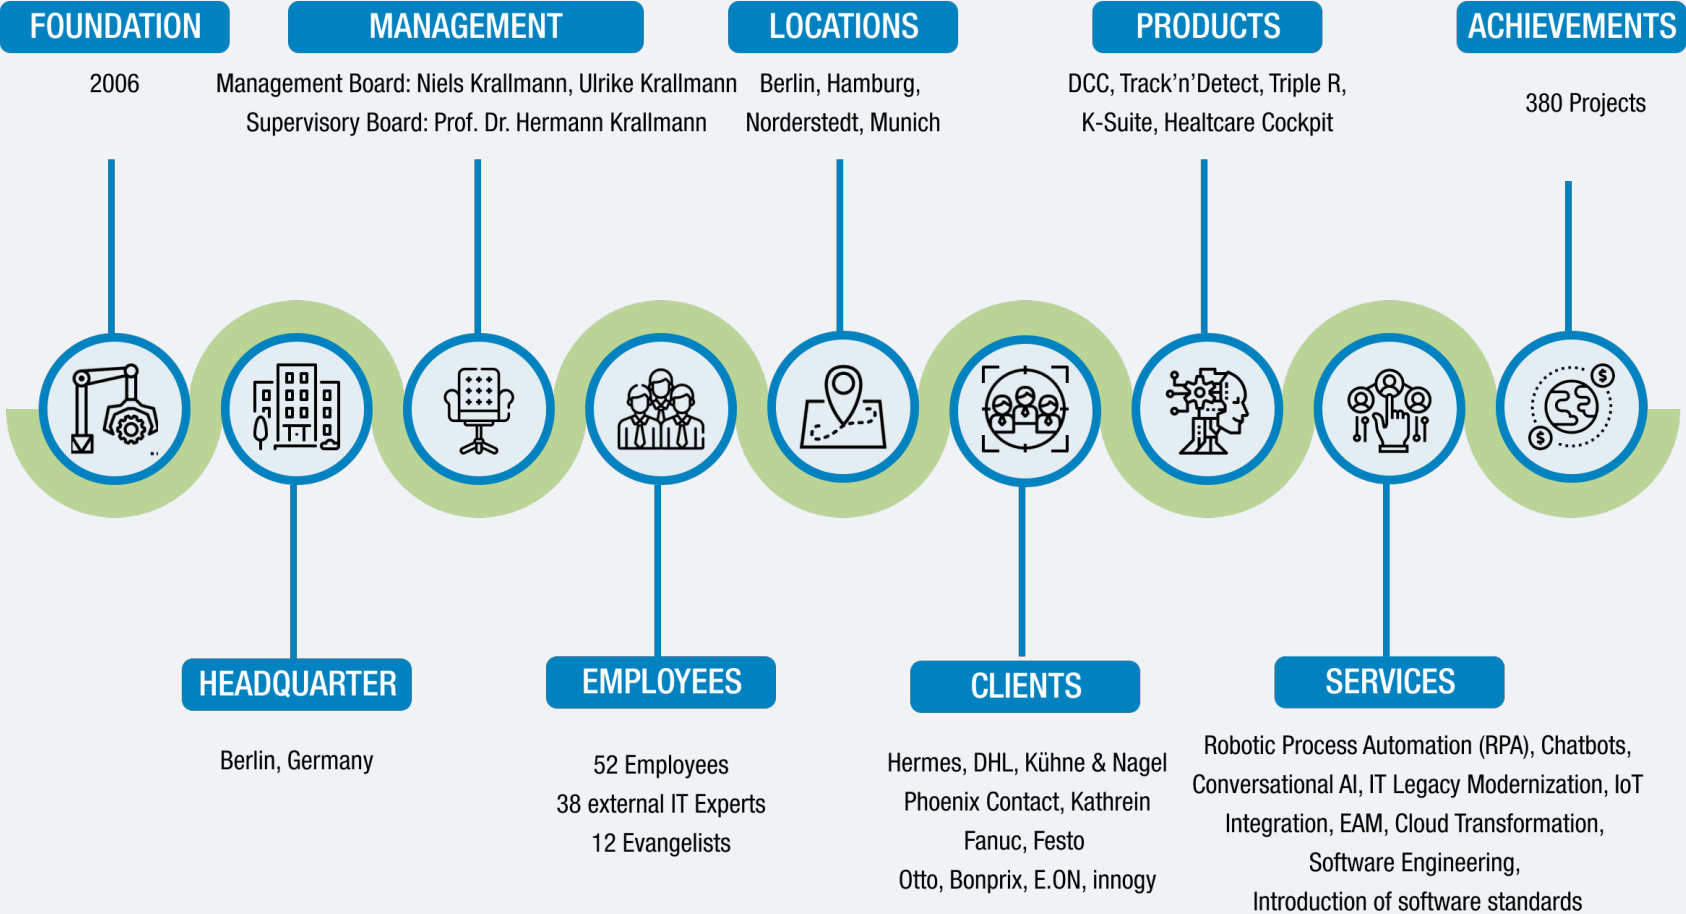 FOUNDATION
2006
MANAGEMENT
Management Board: Niels Krallmann, Ulrike Krallmann
Supervisory Board: Prof. Dr. Hermann Krallmann
LOCATIONS
Berlin, Hamburg,
Norderstedt, Munich
PRODUCTS
DCC, Track’n’Detect, Triple R,
K-Suite, Healtcare Cockpit
ACHIEVEMENTS
380 Projects
$
$
HEADQUARTER
Berlin, Germany
EMPLOYEES
52 Employees
38 external IT Experts
12 Evangelists
CLIENTS
Hermes, DHL, Kühne & Nagel
Phoenix Contact, Kathrein
Fanuc, Festo
Otto, Bonprix, E.ON, innogy
SERVICES
Robotic Process Automation (RPA), Chatbots,
Conversational AI, IT Legacy Modernization, IoT
Integration, EAM, Cloud Transformation,
Software Engineering,
Introduction of software standards